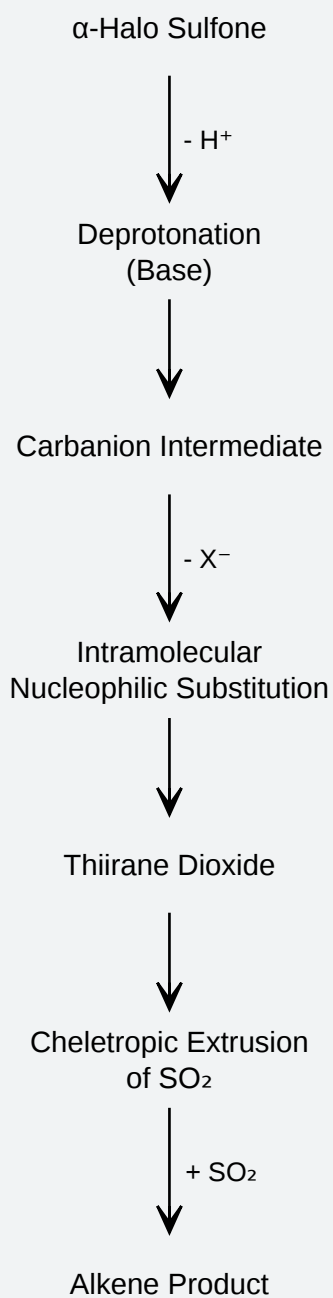 α-Halo Sulfone
- H⁺
Deprotonation
(Base)
Carbanion Intermediate
- X⁻
Intramolecular
Nucleophilic Substitution
Thiirane Dioxide
Cheletropic Extrusion
of SO₂
+ SO₂
Alkene Product